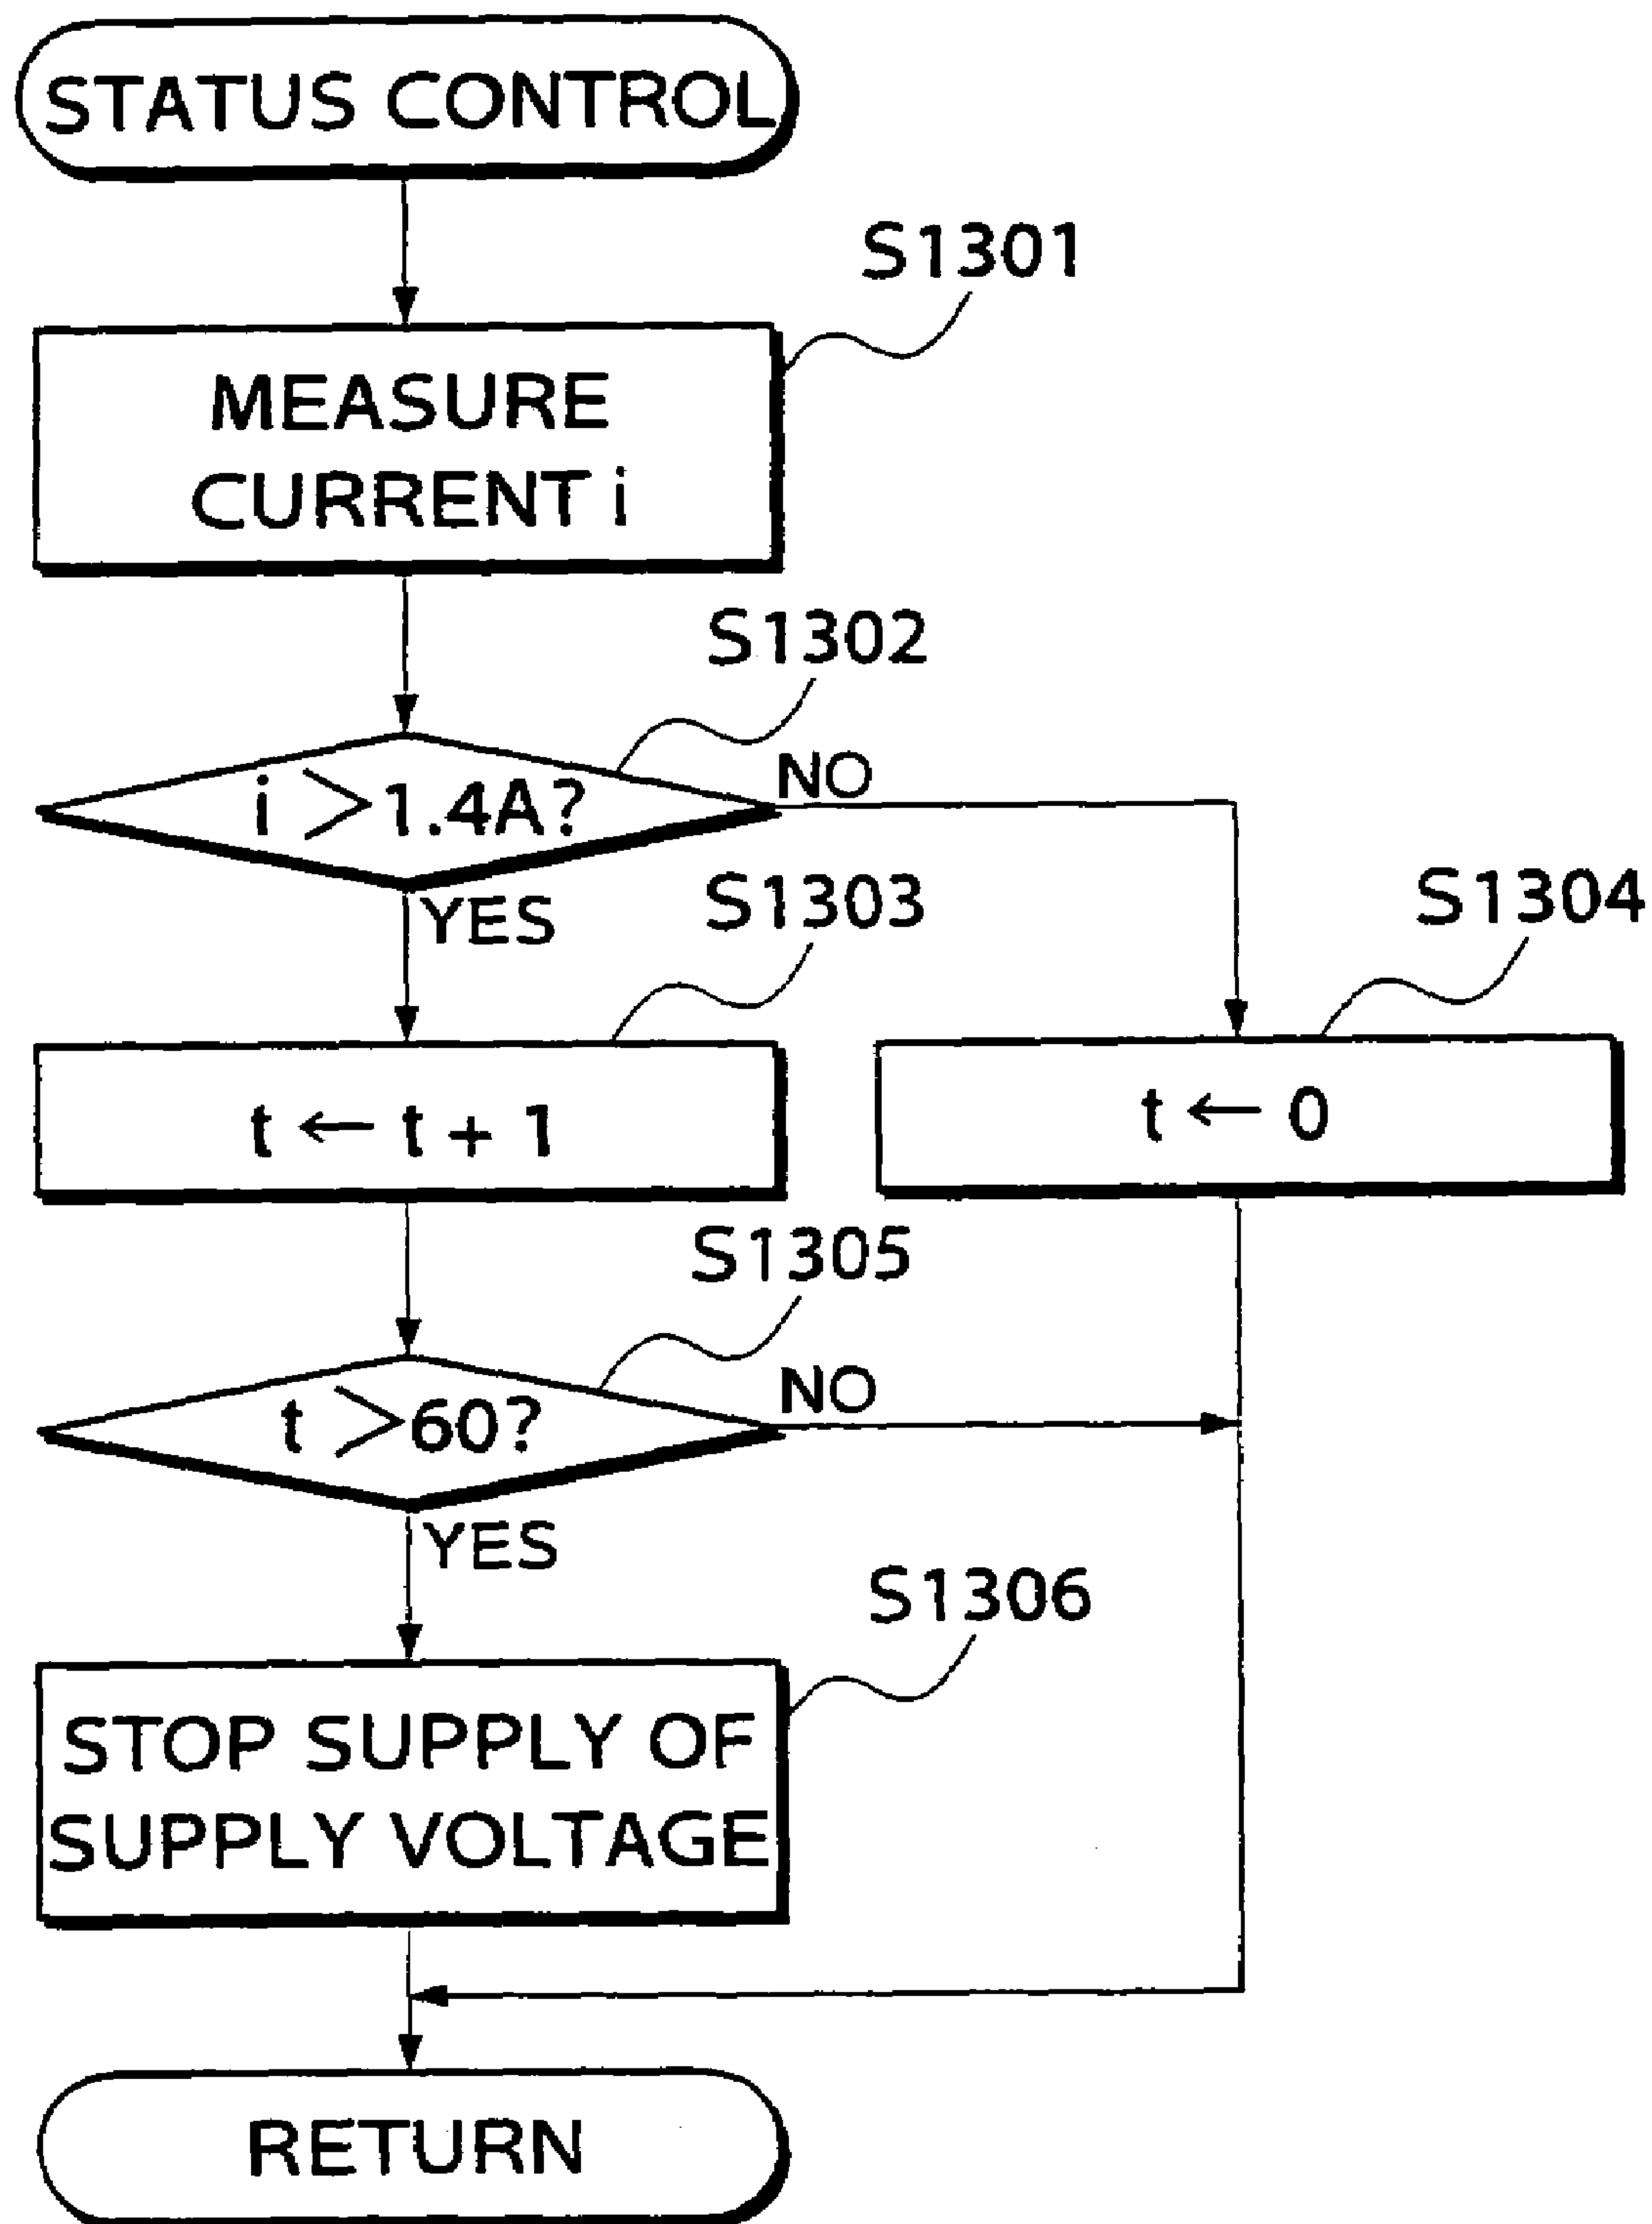 STATUS CONTROL
S1301
MEASURE
CURRENT i
S1302
i >1.4A?
NO
YES
S1303
S1304
t ← t + 1
t ← 0
S1305
t >60?
NO
YES
S1306
STOP SUPPLY OF
SUPPLY VOLTAGE
RETURN